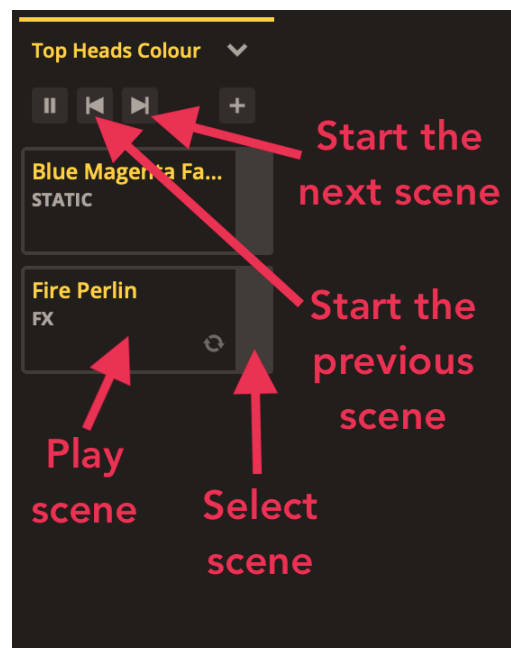 Top Heads Colour
Start the
next scene
Blue Magenta Fa...
STATIC
Fire Perlin
FX
Start the
previous
scene
Play
scene
Select
scene